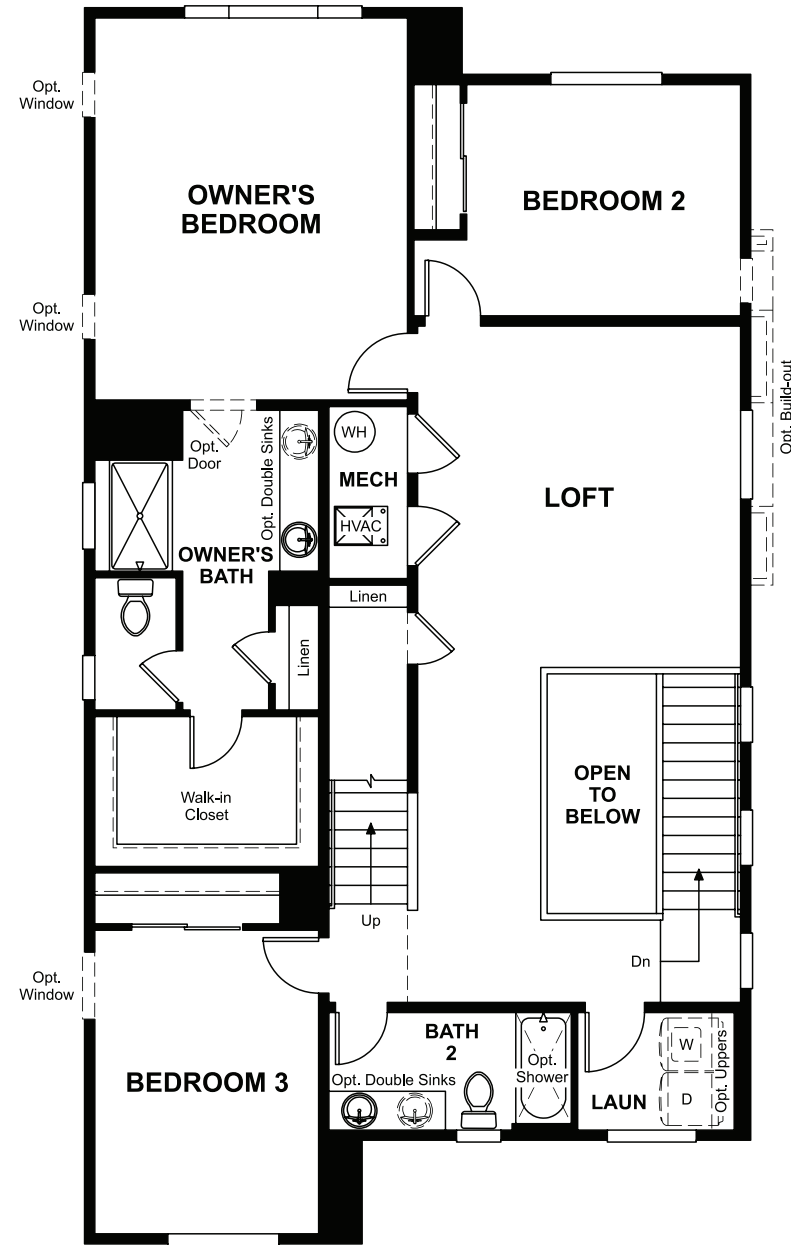 Opt.
Window
OWNER'S
BEDROOM
BEDROOM 2
Opt.
Window
Opt. Build-out
WH
Opt.
Door
Opt. Double Sinks
MECH
HVAC
LOFT
OWNER'S
BATH
Linen
Linen
OPEN
TO
BELOW
Walk-in
Closet
Up
Dn
Opt.
Window
BATH
2
Opt. Double Sinks
Opt.
Shower
W
D
Opt. Uppers
LAUN
BEDROOM 3